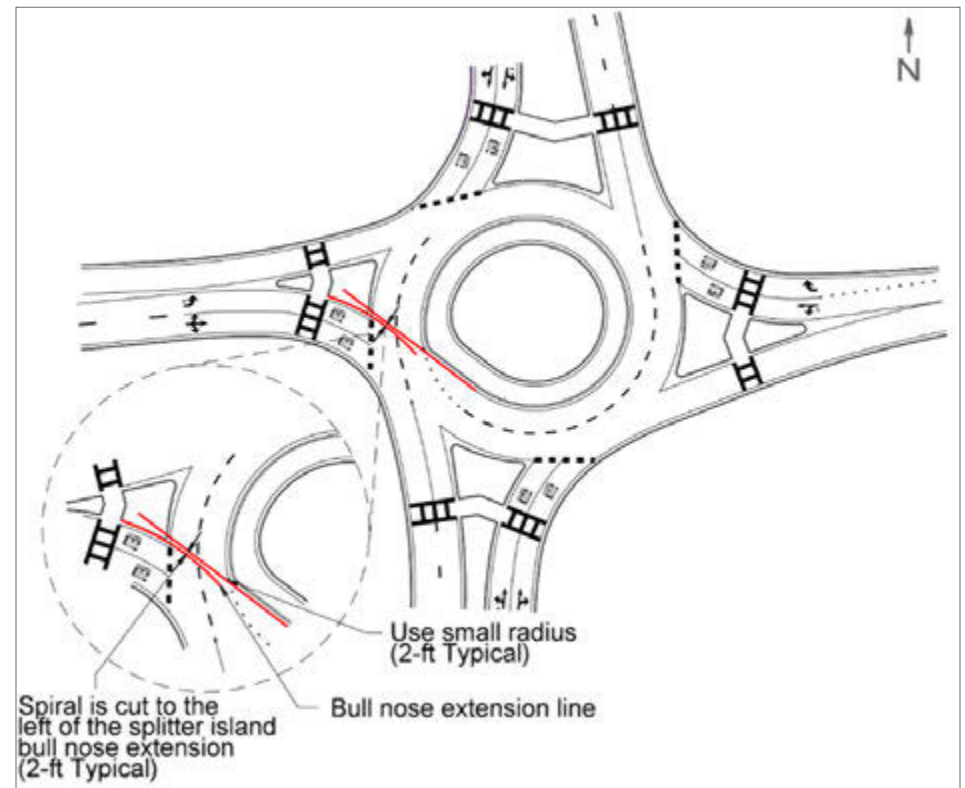 N
Use small radius
(2-ft Typical)
Bull nose extension line
Spiral is cut to the
left of the splitter island
bull nose extension
(2-ft Typical)